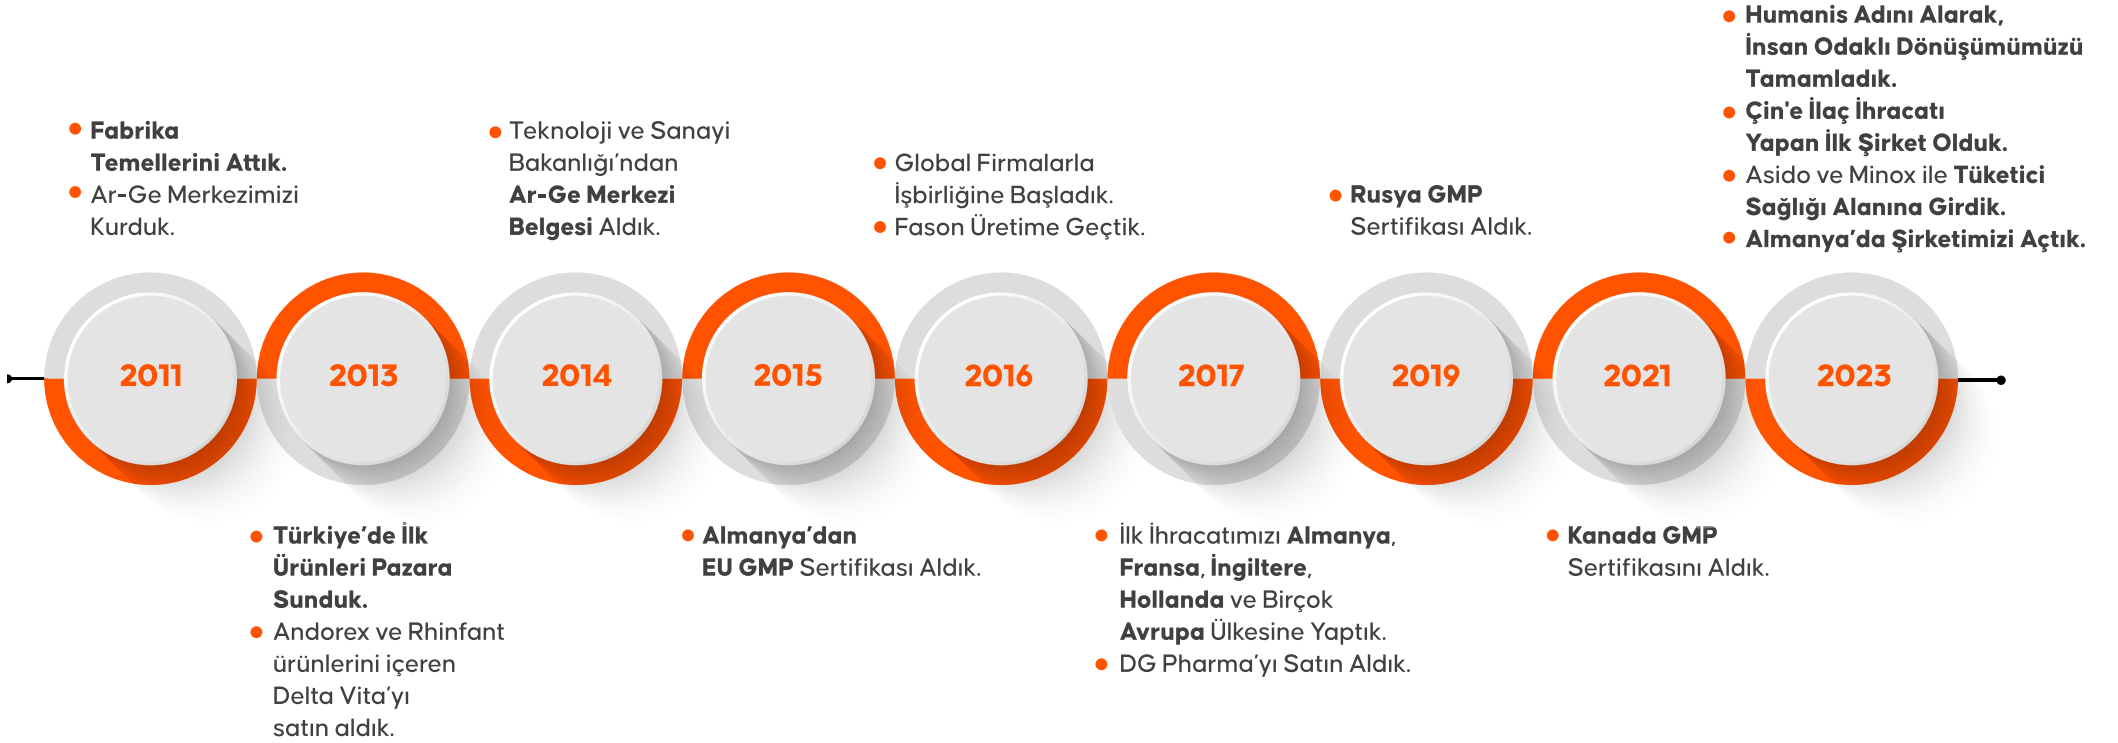 Fabrika
Temellerini Attık.
Ar-Ge Merkezimizi
Kurduk.
2011
2013
Türkiye’de İlk
Ürünleri Pazara
Sunduk.
Andorex ve Rhinfant
ürünlerini içeren
Delta Vita’yı
satın aldık.
Teknoloji ve Sanayi
Bakanlığı’ndan
Ar-Ge Merkezi
Belgesi Aldık.
2014
2015
Almanya’dan
EU GMP Sertifikası Aldık.
Global Firmalarla
İşbirliğine Başladık.
Fason Üretime Geçtik.
2016
2017
İlk İhracatımızı Almanya,
Fransa, İngiltere,
Hollanda ve Birçok
Avrupa Ülkesine Yaptık.
DG Pharma’yı Satın Aldık.
Rusya GMP
Sertifikası Aldık.
2019
2021
Kanada GMP
Sertifikasını Aldık.
Humanis Adını Alarak,
İnsan Odaklı Dönüşümümüzü
Tamamladık.
Çin'e İlaç İhracatı
Yapan İlk Şirket Olduk.
Asido ve Minox ile Tüketici
Sağlığı Alanına Girdik.
Almanya’da Şirketimizi Açtık.
2023